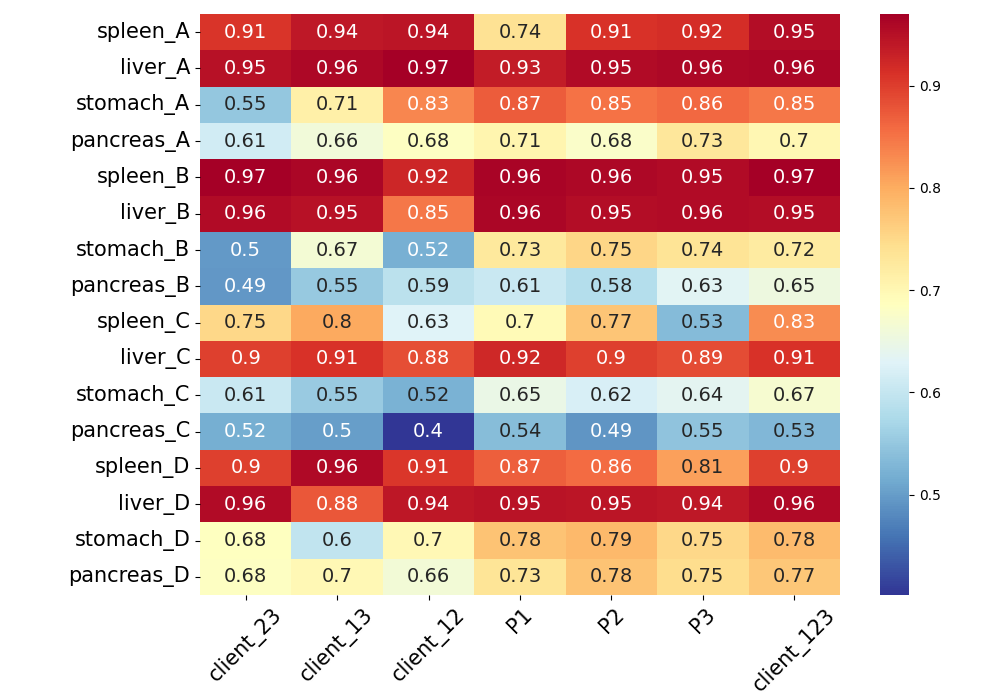 spleen_A 0.91 0.94 0.94 0.74 0.91 0.92 0.95
liver_A 0.95 0.96 0.97 0.93 0.95 0.96 0.96
stomach_A 0.55 0.71 0.83 0.87 0.85 0.86 0.85
pancreas_A 0.61 0.66 0.68 0.71 0.68 0.73 0.7
spleen_B 0.97 0.96 0.92 0.96 0.96 0.95 0.97
liver_B 0.96 0.95 0.85 0.96 0.95 0.96 0.95
stomach_B 0.5 0.67 0.52 0.73 0.75 0.74 0.72
pancreas_B 0.49 0.55 0.59 0.61 0.58 0.63 0.65
spleen_C 0.75 0.8 0.63 0.7 0.77 0.53 0.83
liver_C 0.9 0.91 0.88 0.92 0.9 0.89 0.91
stomach_C 0.61 0.55 0.52 0.65 0.62 0.64 0.67
pancreas_C 0.52 0.5 0.4 0.54 0.49 0.55 0.53
spleen_D 0.9 0.96 0.91 0.87 0.86 0.81 0.9
liver_D 0.96 0.88 0.94 0.95 0.95 0.94 0.96
stomach_D 0.68 0.6 0.7 0.78 0.79 0.75 0.78
pancreas_D 0.68 0.7 0.66 0.73 0.78 0.75 0.77
client_23 client_13 client_12 P1 P2 P3 client_123
0.9
0.8
0.7
0.6
0.5